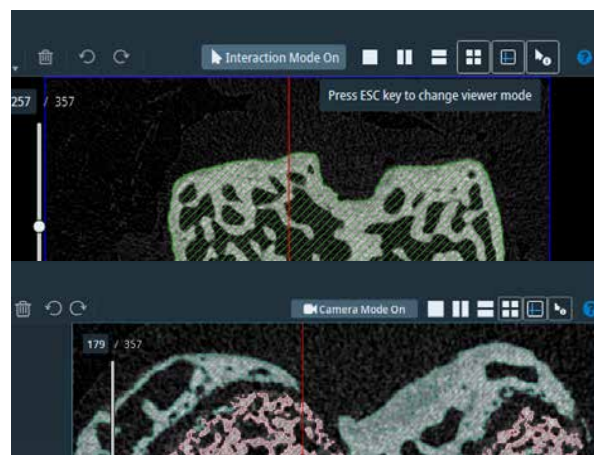 Interaction Mode On
Press ESC key to change viewer mode
257 / 357
Camera Mode On
179 / 357